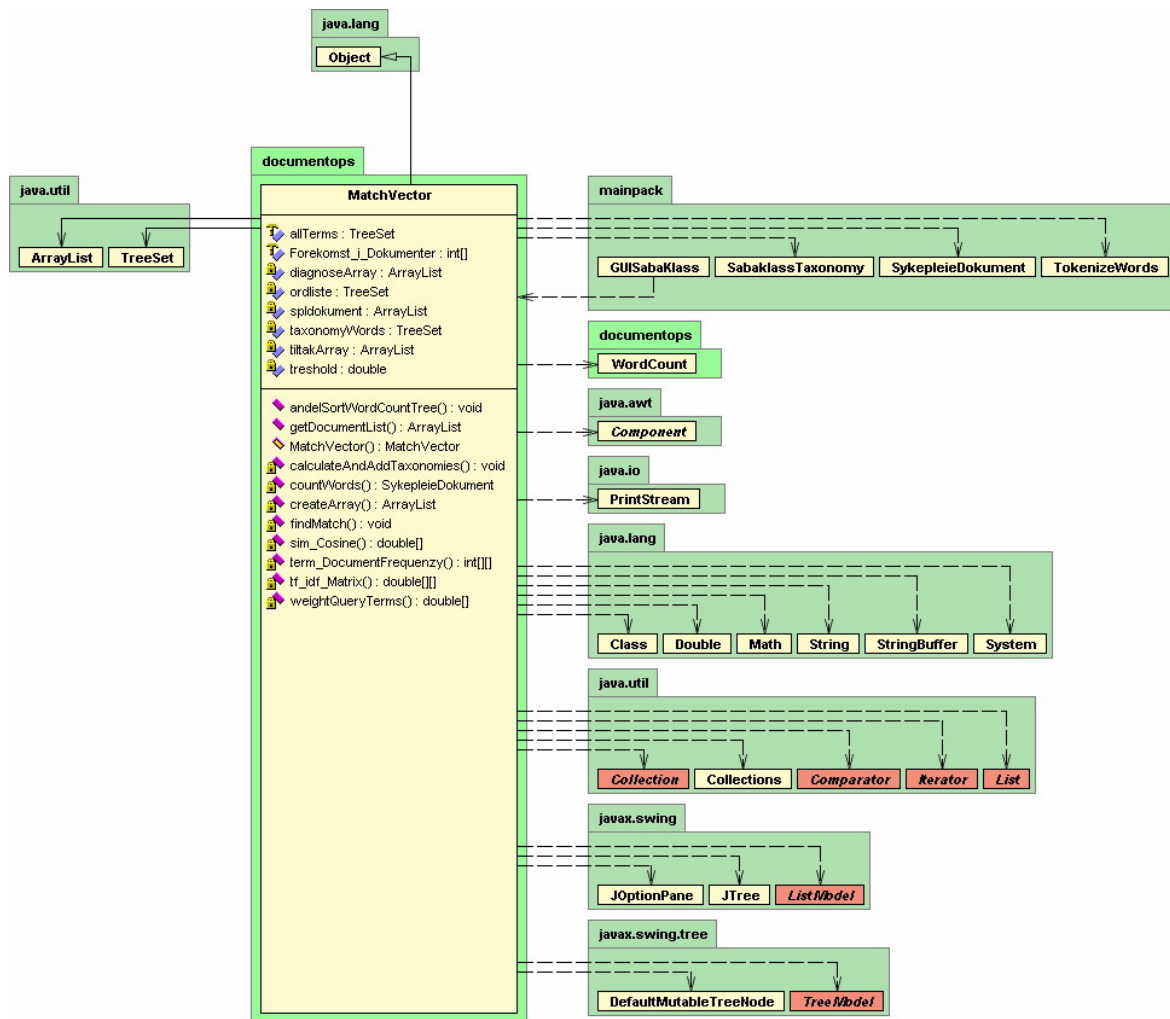 java.lang
Object
documentops
java.util
ArrayList TreeSet
MatchVector
allTerms : TreeSet
Forekomst_i_Dokumenter : int[]
diagnoseArray : ArrayList
ordliste : TreeSet
spldokument : ArrayList
taxonomyWords : TreeSet
tiltakArray : ArrayList
treshold : double
andelSortWordCountTree() : void
getDocumentList() : ArrayList
MatchVector() : MatchVector
calculateAndAddTaxonomies() : void
countWords() : SykepleieDokument
createArray() : ArrayList
findMatch() : void
sim_Cosine() : double[]
term_DocumentFrequenzy() : int[][]
tf_idf_Matrix() : double[][]
weightQueryTerms() : double[]
mainpack
GUISabaKlass SabaklassTaxonomy SykepleieDokument TokenizeWords
documentops
WordCount
java.awt
Component
java.io
PrintStream
java.lang
Class Double Math String StringBuffer System
java.util
Collection Collections Comparator Iterator List
javax.swing
JOptionPane JTree ListModel
javax.swing.tree
DefaultMutableTreeNode TreeModel